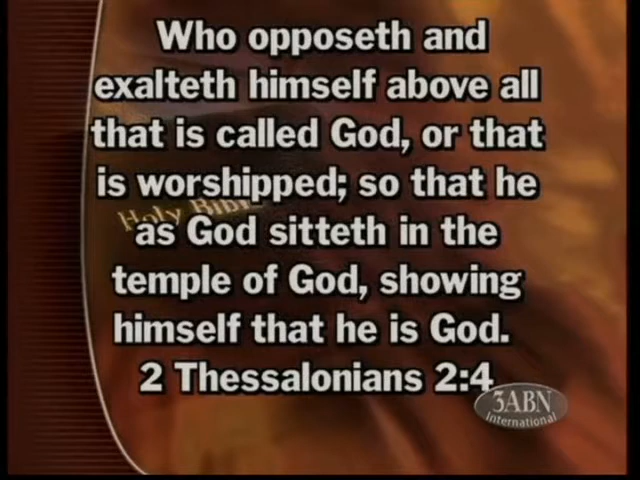 Who opposeth and
exalteth himself above all
that is called God, or that
is worshipped; so that he
Holy Bible
as God sitteth in the
temple of God, showing
himself that he is God.
2 Thessalonians 2:4
3ABN
International